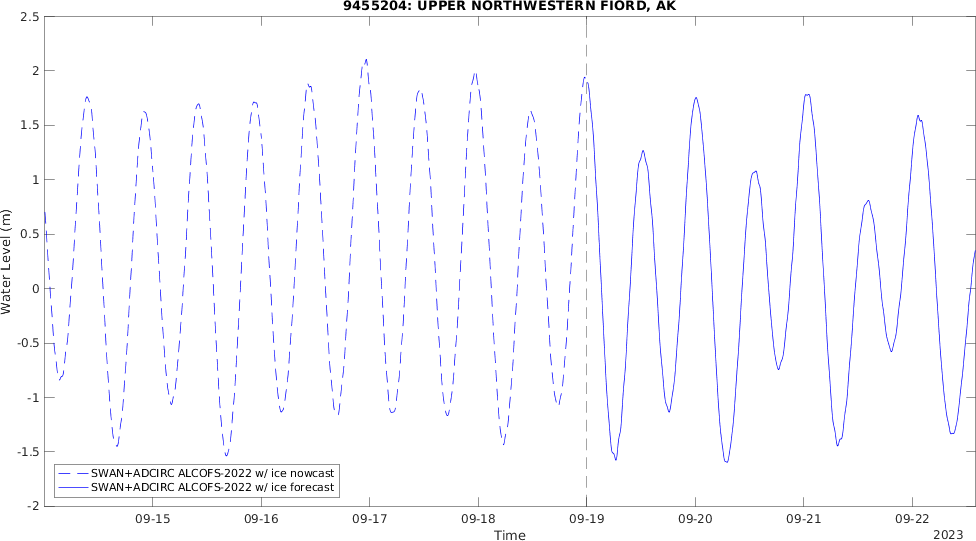 9455204: UPPER NORTHWESTERN FIORD, AK
2.5
2
1.5
1
0.5
0
-0.5
-1
-1.5
-2
Water Level (m)
SWAN+ADCIRC ALCOFS-2022 w/ ice nowcast
SWAN+ADCIRC ALCOFS-2022 w/ ice forecast
09-15 09-16 09-17 09-18 09-19 09-20 09-21 09-22
Time
2023